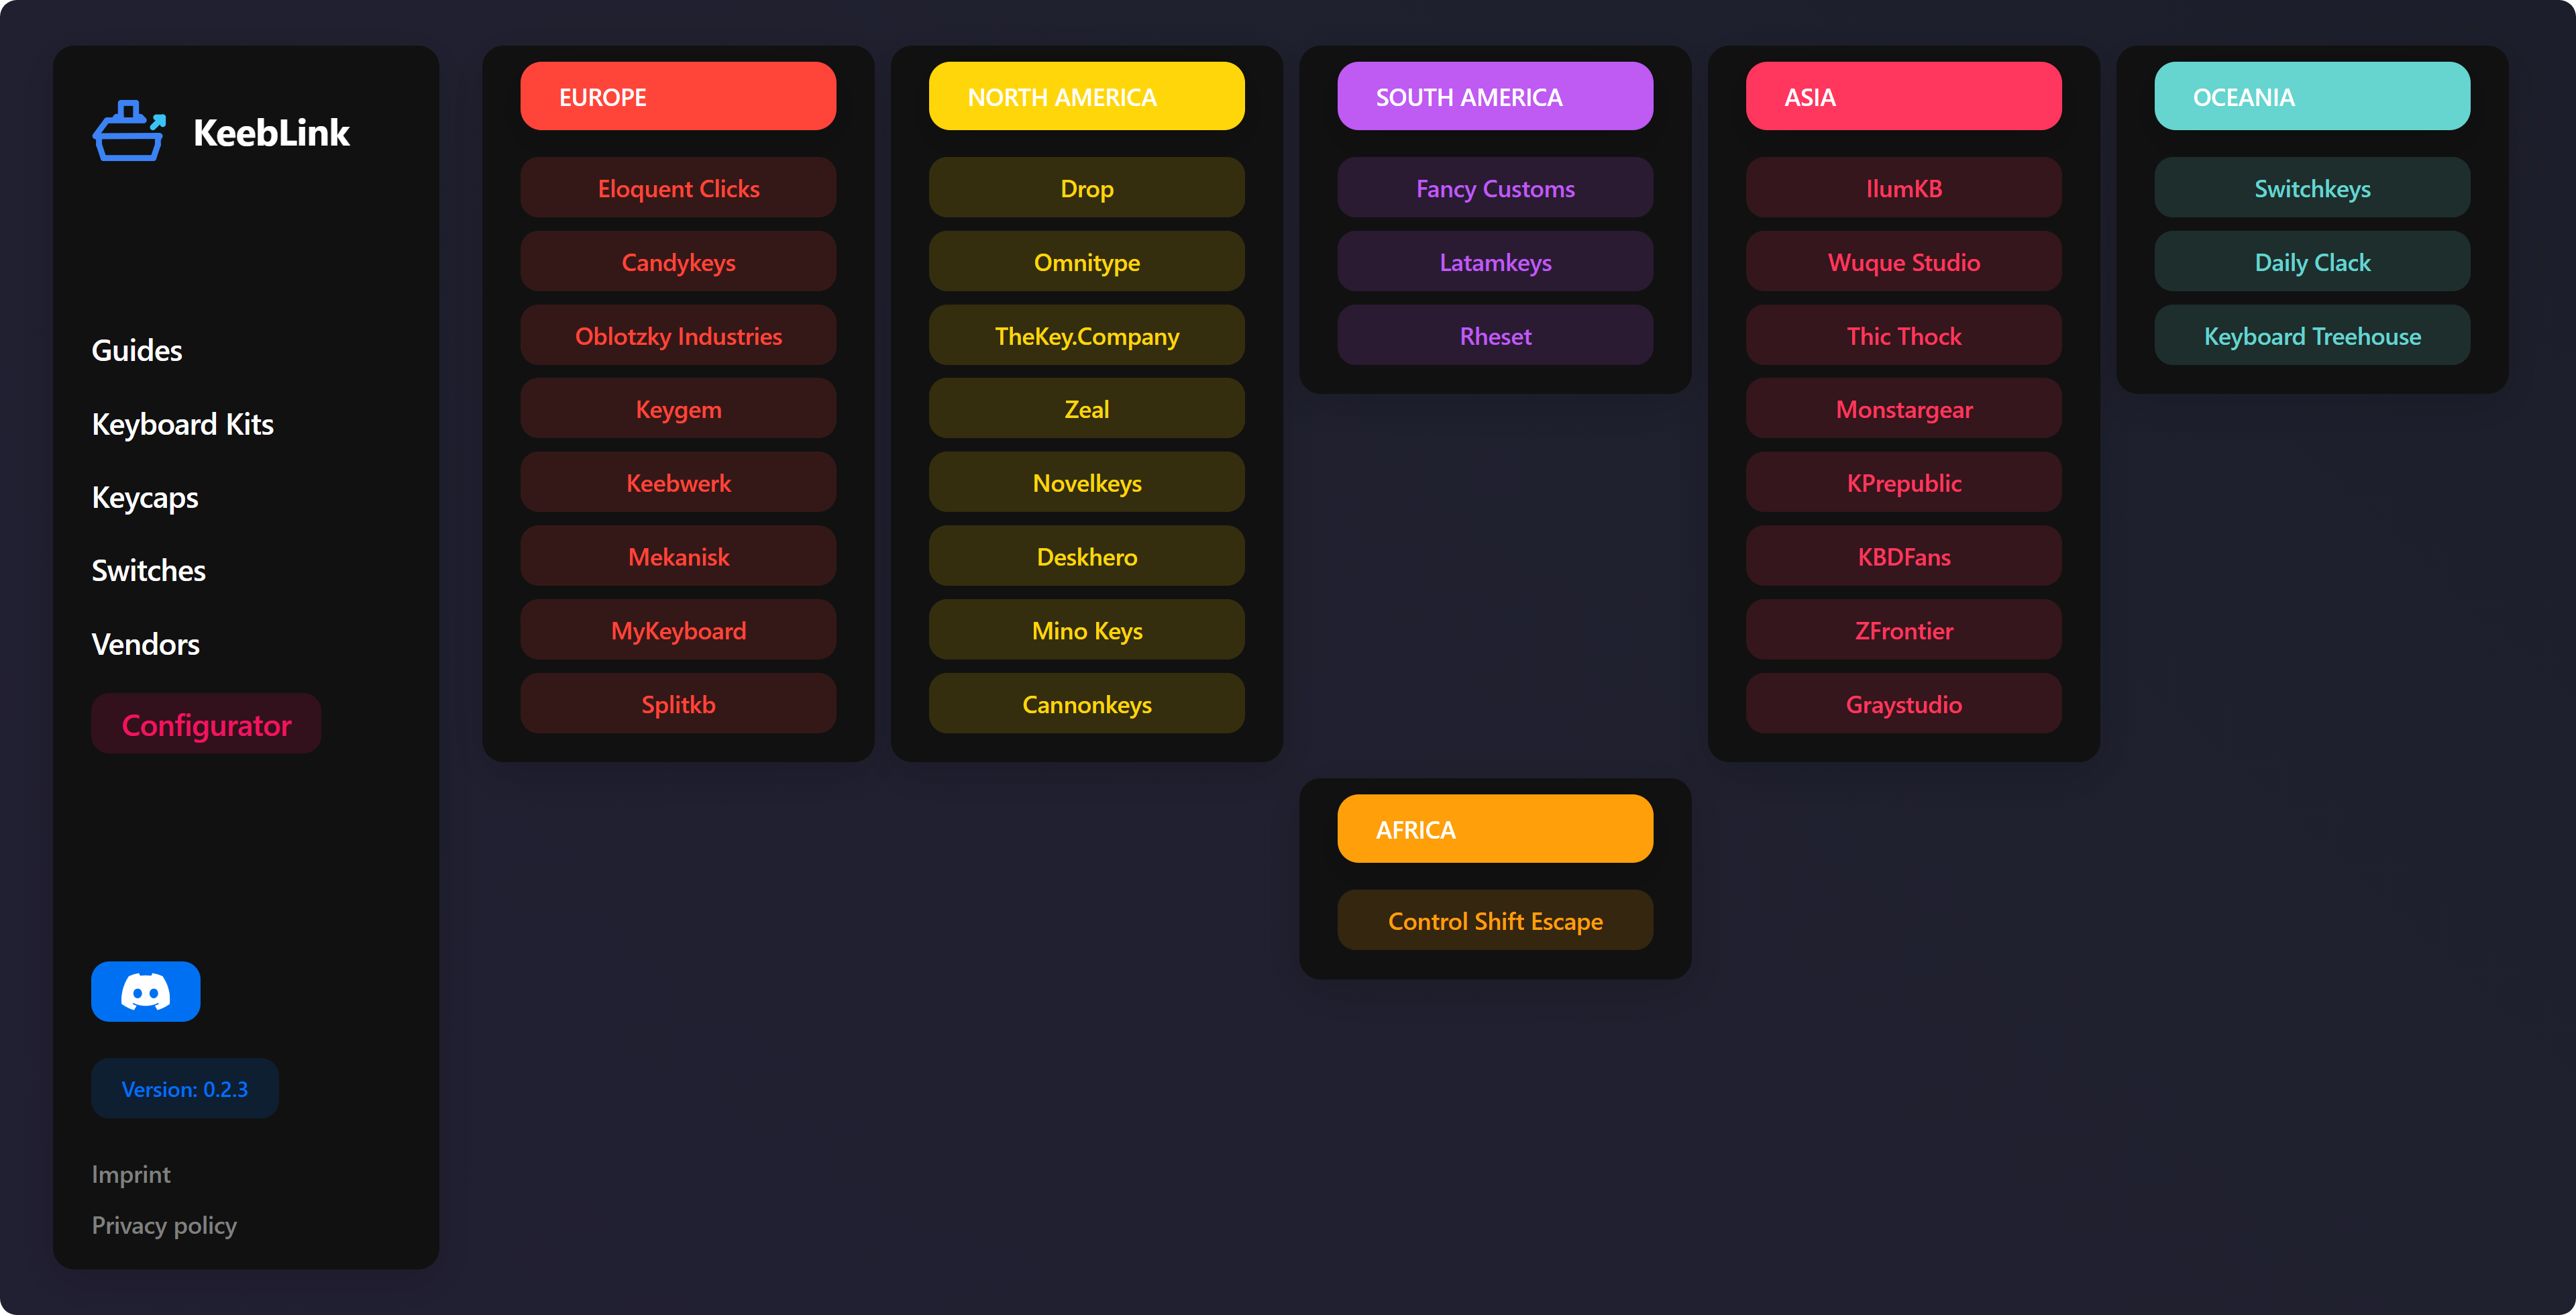 KeebLink
Guides
Keyboard Kits
Keycaps
Switches
Vendors
Configurator
Version: 0.2.3
Imprint
Privacy policy
EUROPE
Eloquent Clicks
Candykeys
Oblotzky Industries
Keygem
Keebwerk
Mekanisk
MyKeyboard
Splitkb
NORTH AMERICA
Drop
Omnitype
TheKey.Company
Zeal
Novelkeys
Deskhero
Mino Keys
Cannonkeys
SOUTH AMERICA
Fancy Customs
Latamkeys
Rheset
ASIA
IlumKB
Wuque Studio
Thic Thock
Monstargear
KPrepublic
KBDFans
ZFrontier
Graystudio
OCEANIA
Switchkeys
Daily Clack
Keyboard Treehouse
AFRICA
Control Shift Escape